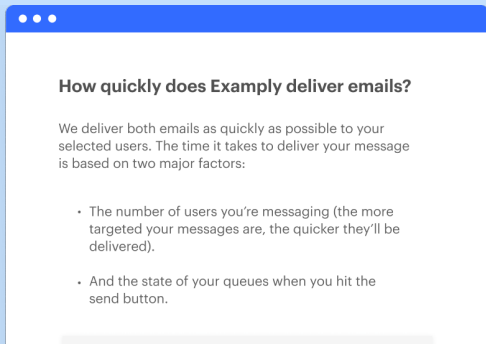 How quickly does Examply deliver emails?
We deliver both emails as quickly as possible to your
selected users. The time it takes to deliver your message
is based on two major factors:
• The number of users you’re messaging (the more
targeted your messages are, the quicker they’ll be
delivered).
• And the state of your queues when you hit the
send button.